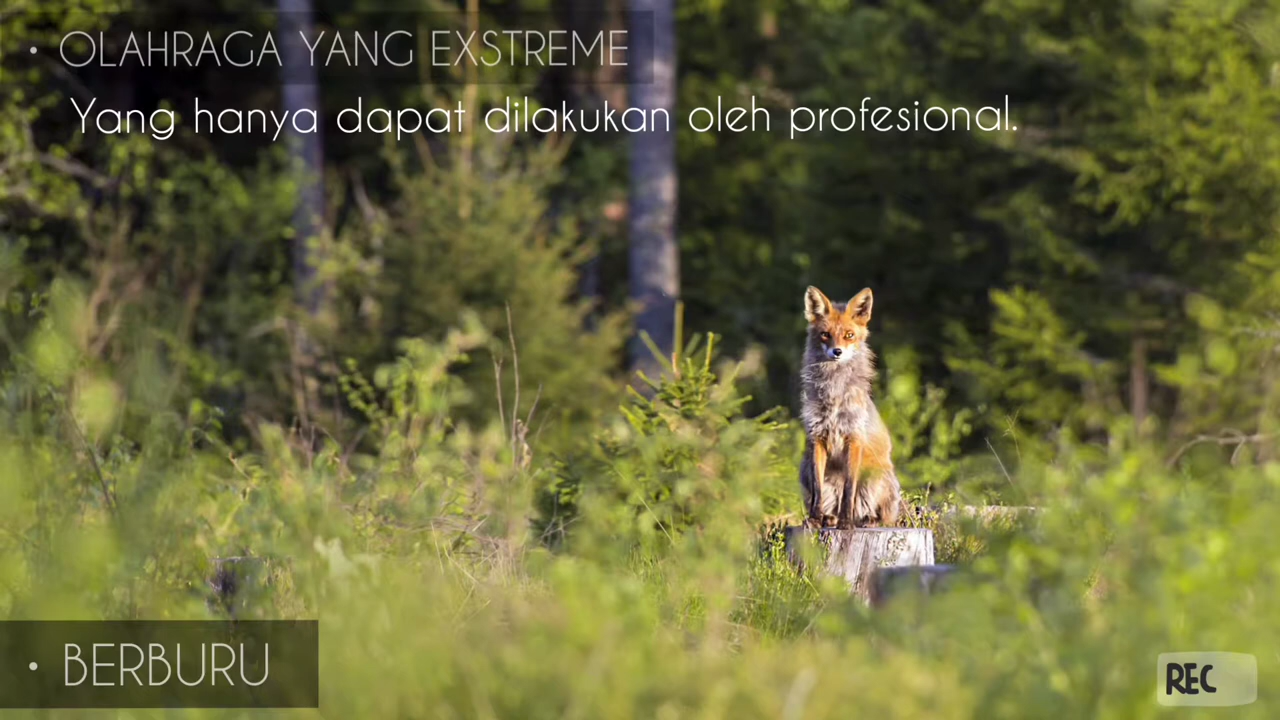 • OLAHRAGA YANG EXSTREME
Yang hanya dapat dilakukan oleh profesional.
• BERBURU
REC